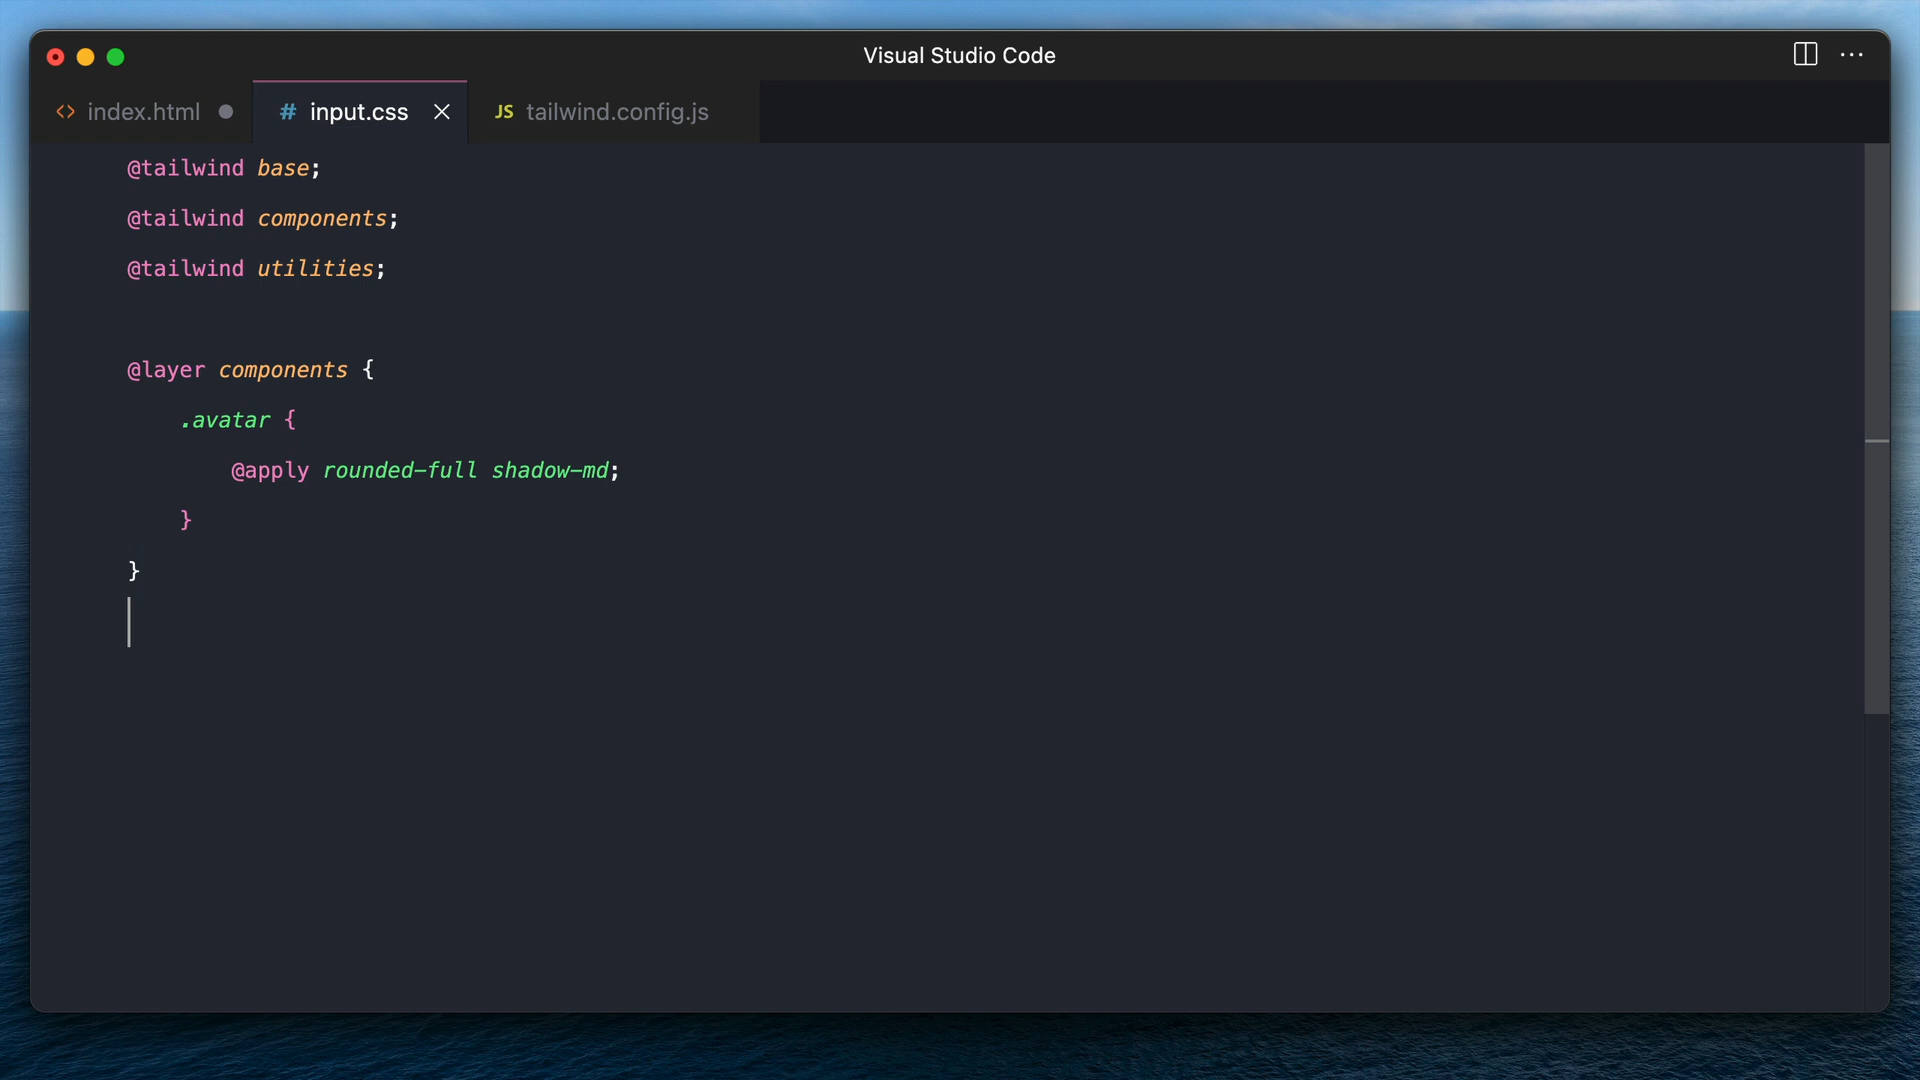 Visual Studio Code
index.html
# input.css
JS tailwind.config.js
@tailwind base;
@tailwind components;
@tailwind utilities;
@layer components {
.avatar {
@apply rounded-full shadow-md;
}
}